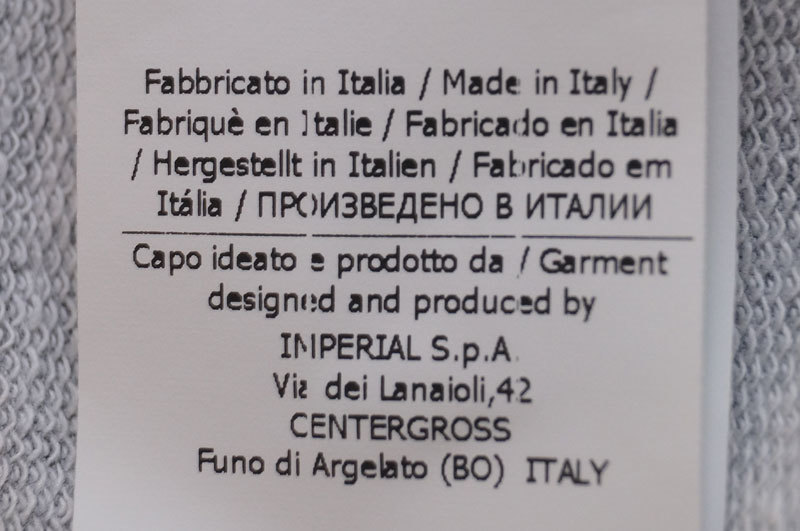 Fabbricato in Italia / Made in Italy /
Fabriquè en Italie / Fabricado en Italia
/ Hergestellt in Italien / Fabricado em
Itália / ПРОИЗВЕДЕНО В ИТАЛИИ
Capo ideato e prodotto da / Garment
designed and produced by
IMPERIAL S.p.A.
Via dei Lanaioli,42
CENTERGROSS
Funo di Argelato (BO) ITALY